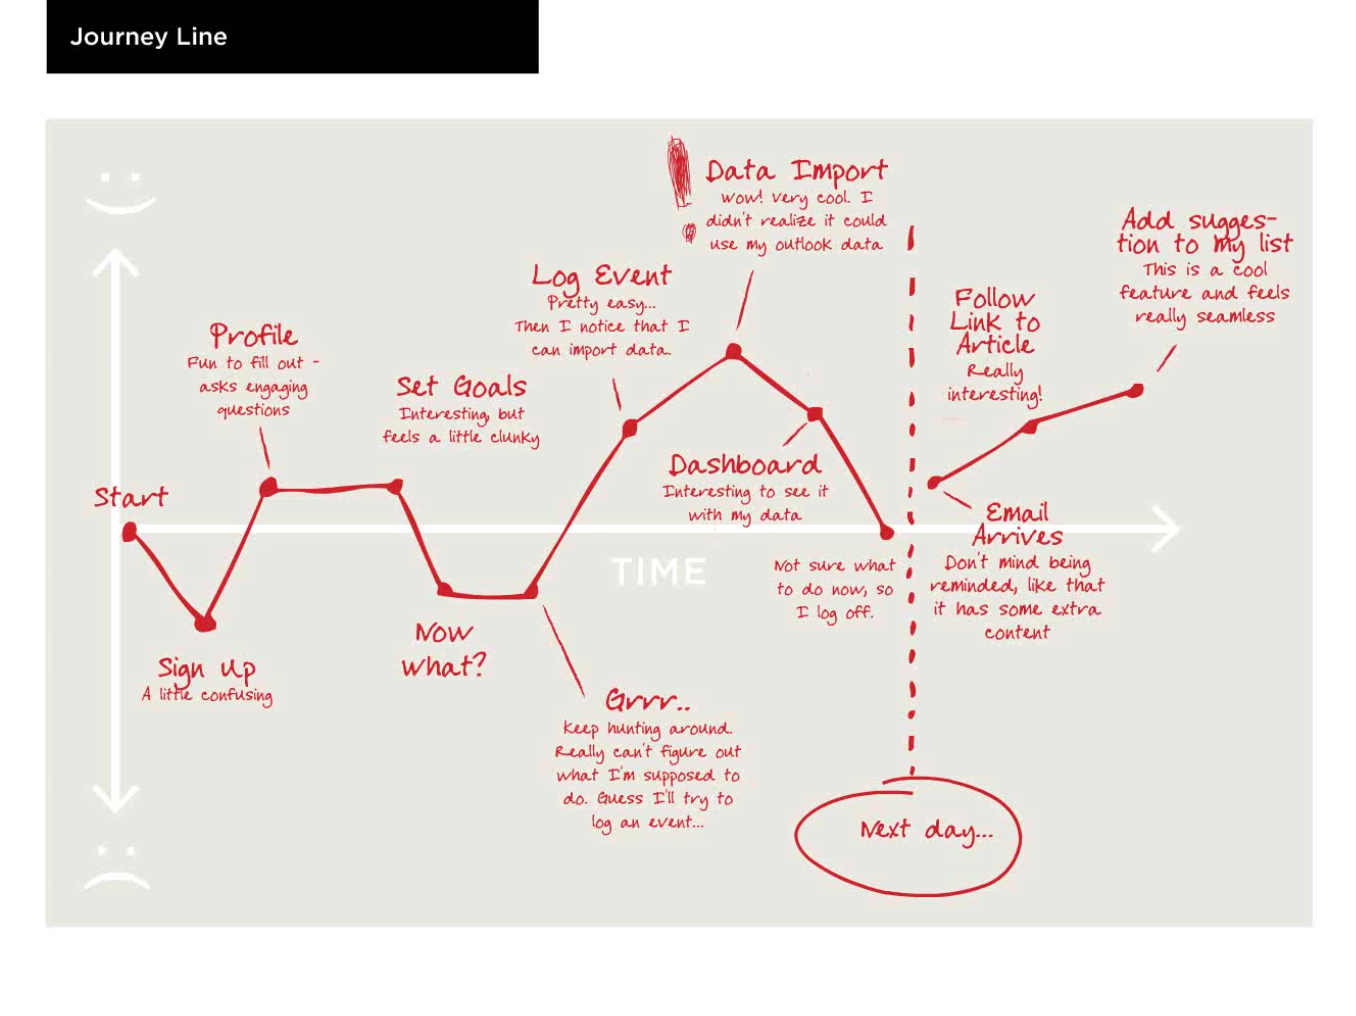 Journey Line
Start
Sign Up
A little confusing
Profile
Fun to fill out -
asks engaging
questions
Set Goals
Interesting, but
feels a little clunky
Now
what?
Grrr..
Keep hunting around.
Really can't figure out
what I'm supposed to
do. Guess I'll try to
log an event...
Log Event
Pretty easy...
Then I notice that I
can import data.
Data Import
Wow! Very cool. I
didn't realize it could
use my outlook data
Dashboard
Interesting to see it
with my data
TIME
Not sure what
to do now, so
I log off.
Next day...
Email
Arrives
Don't mind being
reminded, like that
it has some extra
content
Follow
Link to
Article
Really
interesting!
Add sugges-
tion to my list
This is a cool
feature and feels
really seamless